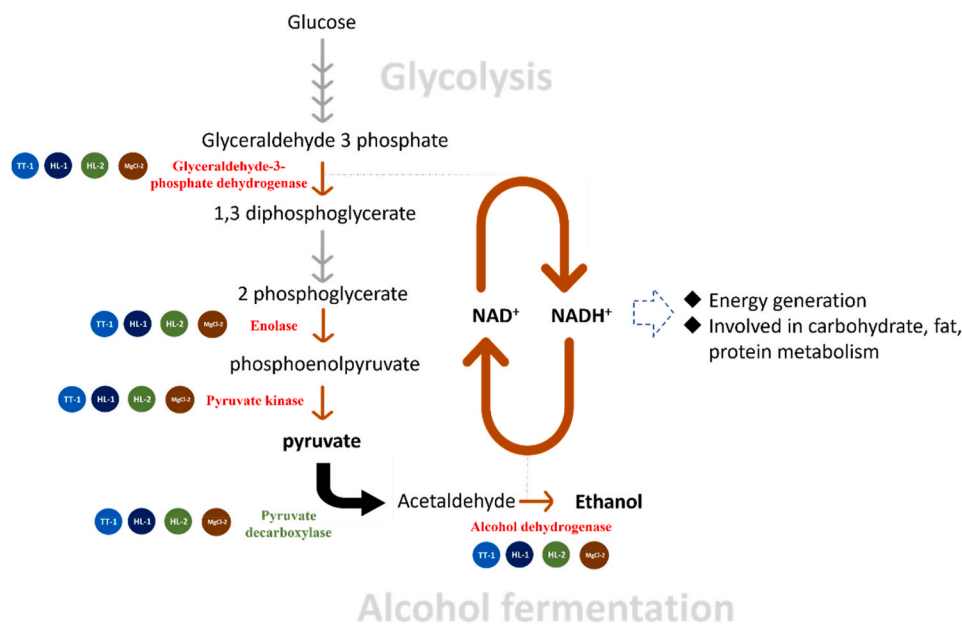 Glucose
Glycolysis
Glyceraldehyde 3 phosphate
TT-1 HL-1 HL-2 MgCl-2
Glyceraldehyde-3-
phosphate dehydrogenase
1,3 diphosphoglycerate
2 phosphoglycerate
TT-1 HL-1 HL-2 MgCl-2
Enolase
phosphoenolpyruvate
TT-1 HL-1 HL-2 MgCl-2
Pyruvate kinase
pyruvate
NAD⁺
NADH⁺
◆ Energy generation
◆ Involved in carbohydrate, fat,
protein metabolism
Acetaldehyde
Ethanol
TT-1 HL-1 HL-2 MgCl-2
Pyruvate
decarboxylase
Alcohol dehydrogenase
TT-1 HL-1 HL-2 MgCl-2
Alcohol fermentation